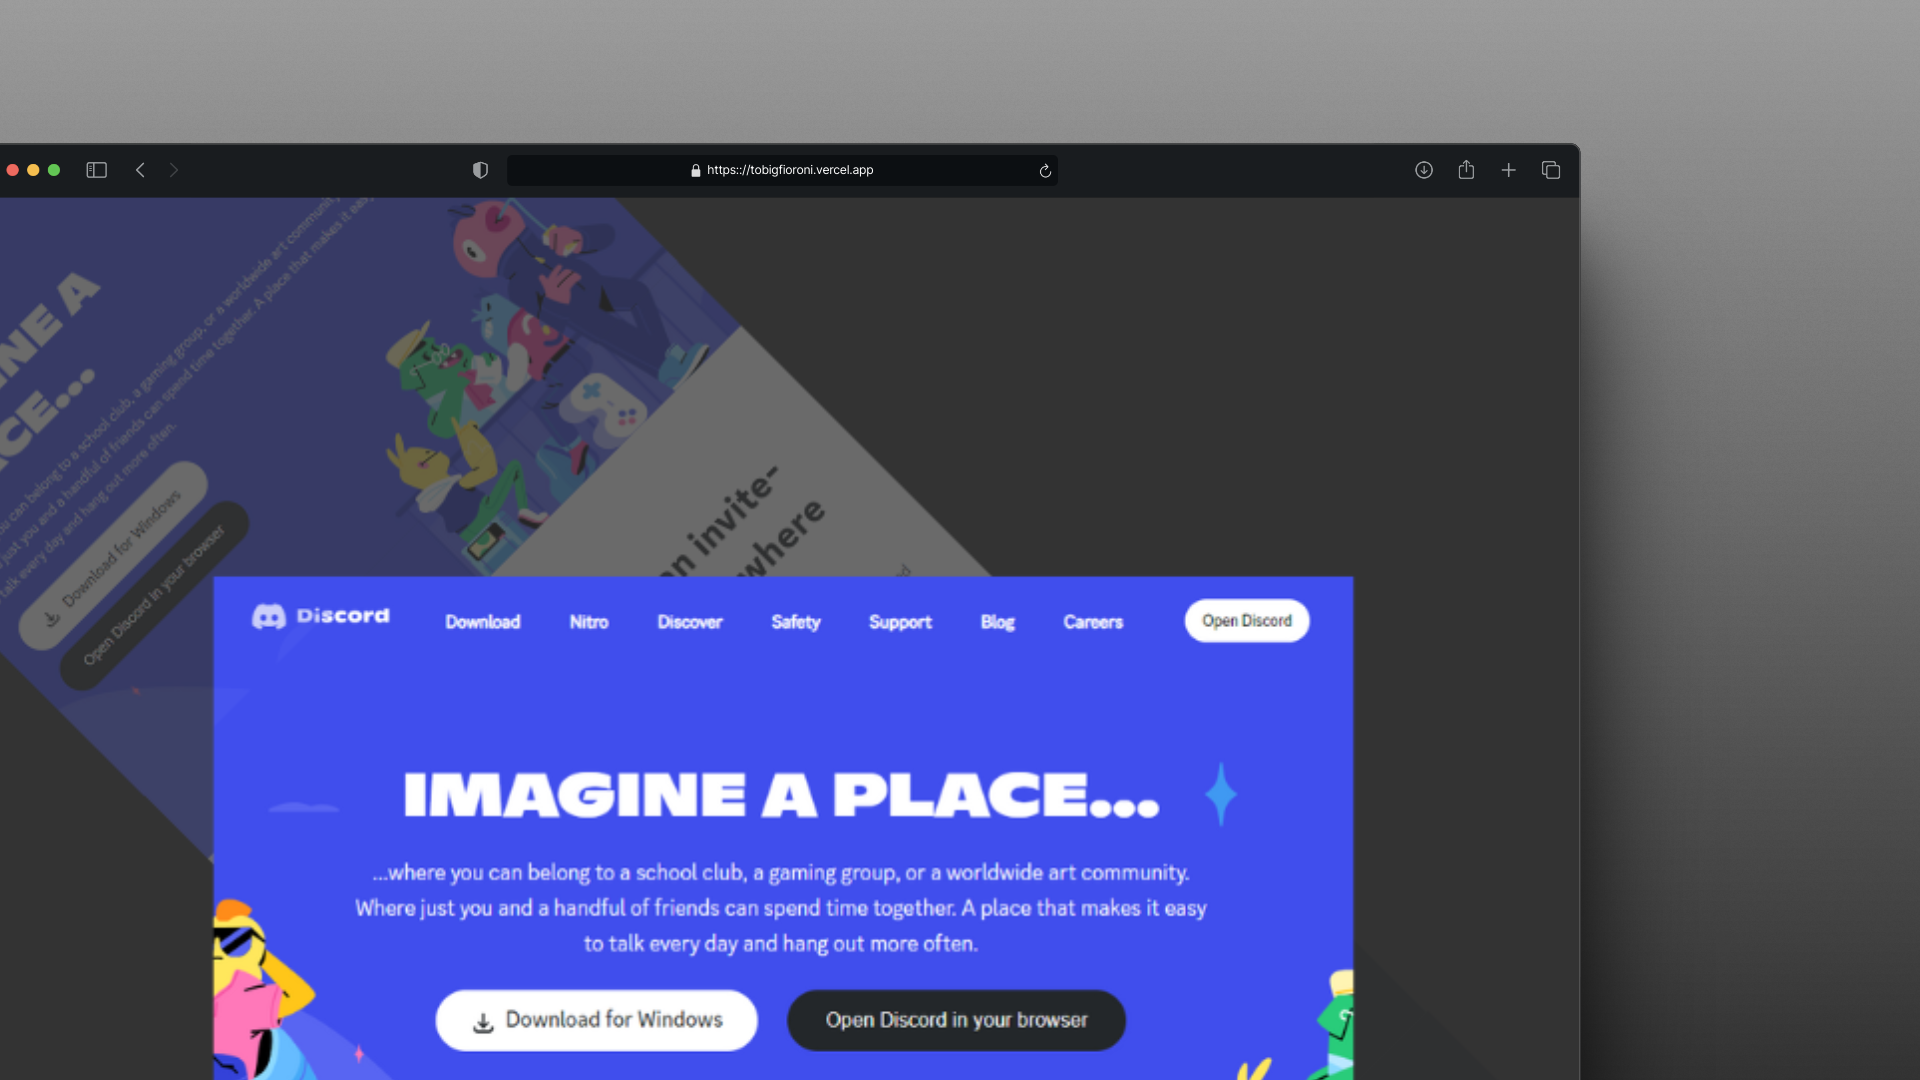 https:://tobigfioroni.vercel.app
INE A
CE...
ou can belong to a school club, a gaming group, or a worldwide art community
just you and a handful of friends can spend time together. A place that makes it easy
talk every day and hang out more often.
Download for Windows
Open Discord in your browser
an invite-
where
Discord
Download
Nitro
Discover
Safety
Support
Blog
Careers
Open Discord
IMAGINE A PLACE...
...where you can belong to a school club, a gaming group, or a worldwide art community.
Where just you and a handful of friends can spend time together. A place that makes it easy
to talk every day and hang out more often.
Download for Windows
Open Discord in your browser